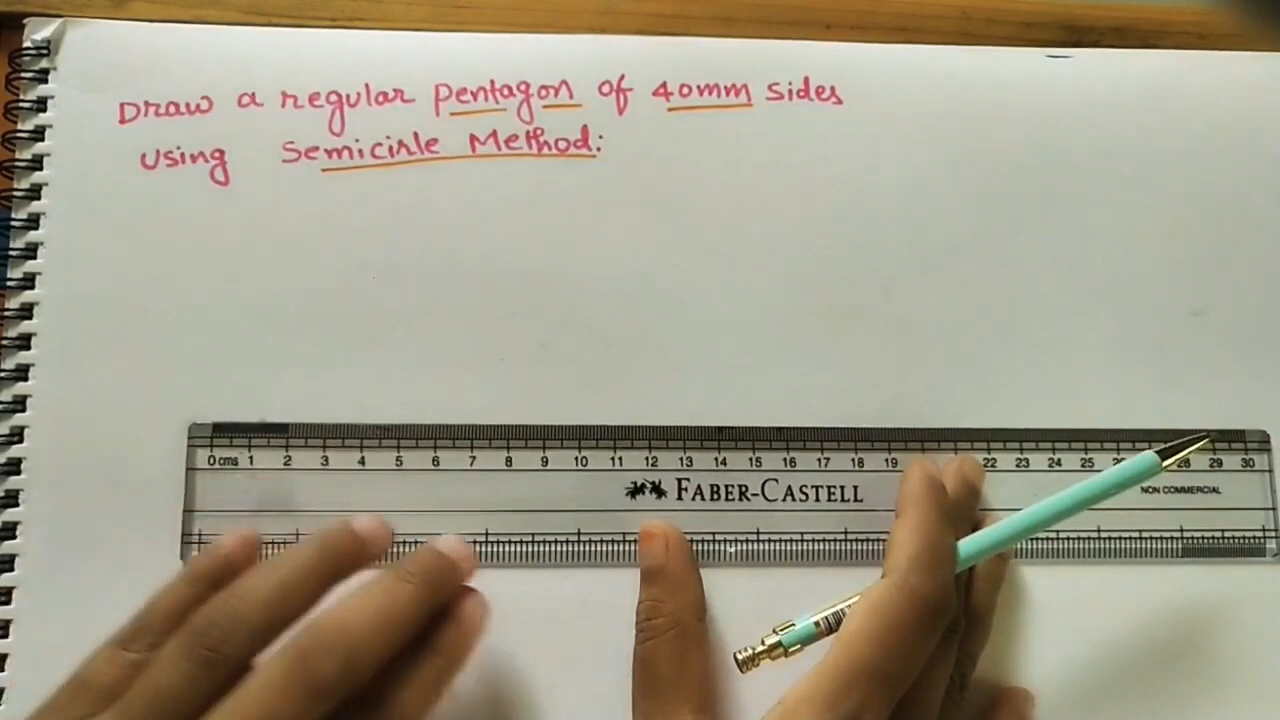 Draw a regular pentagon of 40mm sides
using Semicirle Method:
0 cms 1 2 3 4 5 6 7 8 9 10 11 12 13 14 15 16 17 18 19 22 23 24 25 28 29 30
FABER-CASTELL
NON COMMERCIAL